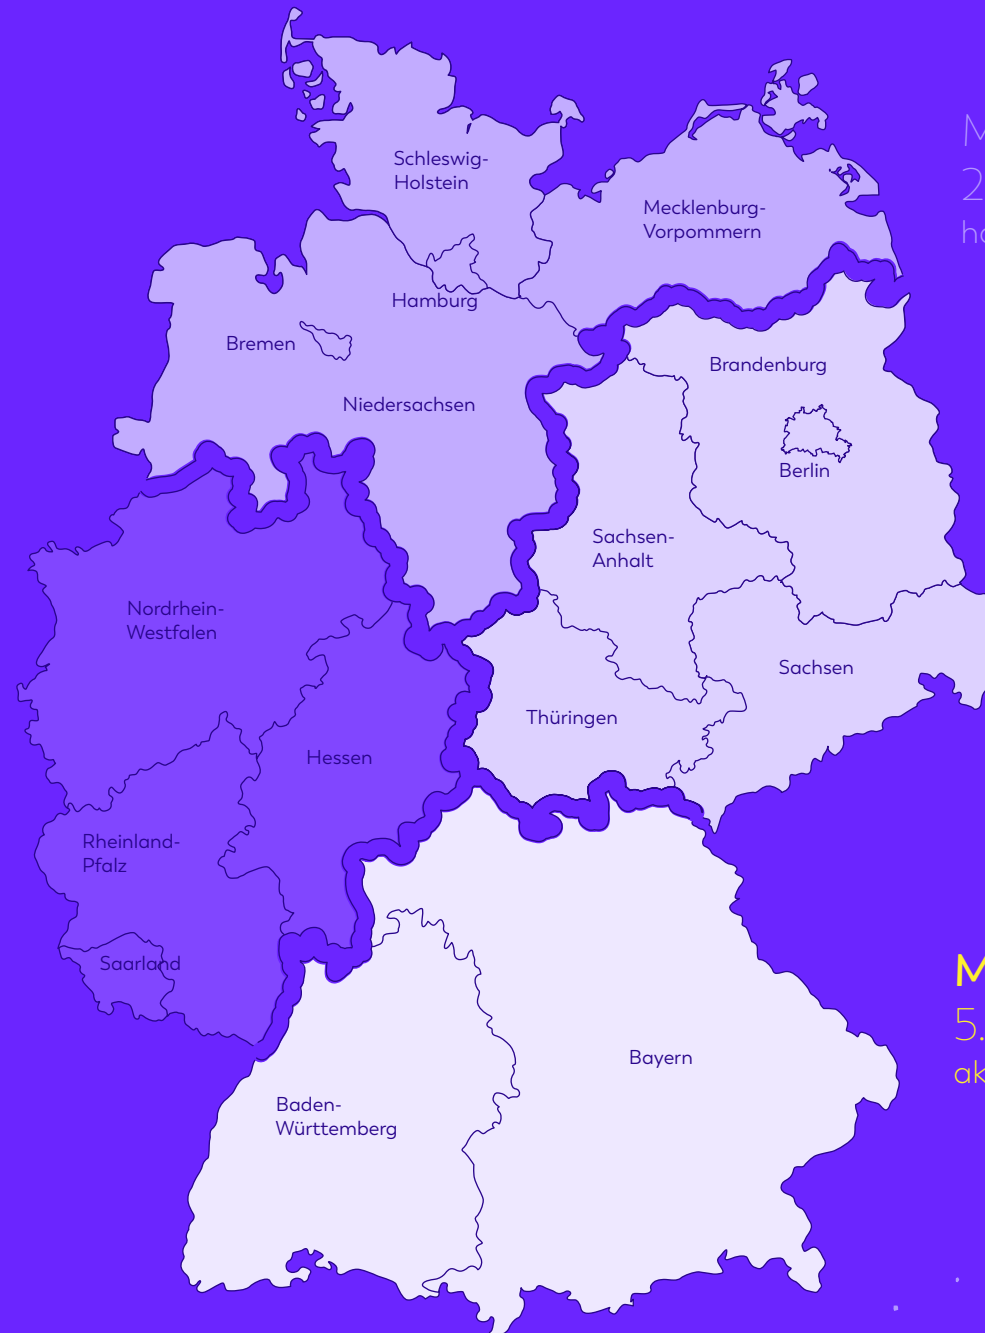 Schleswig-
Holstein
Mecklenburg-
Vorpommern
Hamburg
Bremen
Niedersachsen
Brandenburg
Berlin
Sachsen-
Anhalt
Nordrhein-
Westfalen
Sachsen
Thüringen
Hessen
Rheinland-
Pfalz
Saarland
Bayern
Baden-
Württemberg